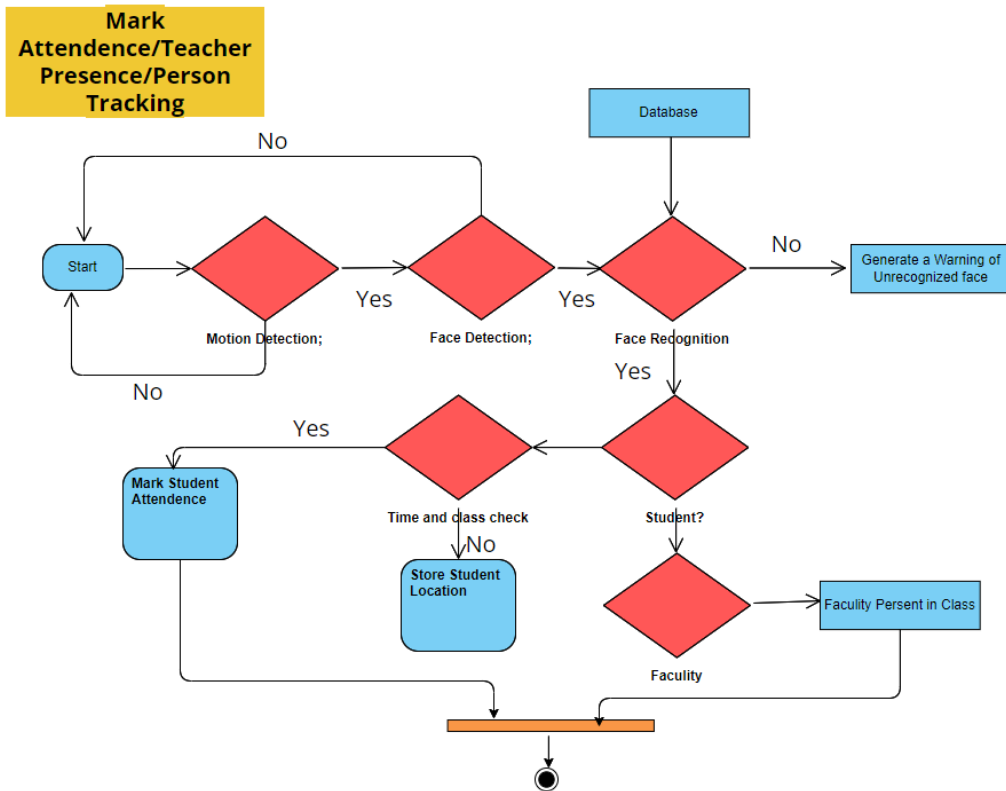 Mark
Attendence/Teacher
Presence/Person
Tracking
Database
No
Start
No
Generate a Warning of
Unrecognized face
Yes
Yes
Motion Detection;
Face Detection;
Face Recognition
No
Yes
Yes
Mark Student
Attendence
Time and class check
Student?
No
Store Student
Location
Faculty Persent in Class
Faculity